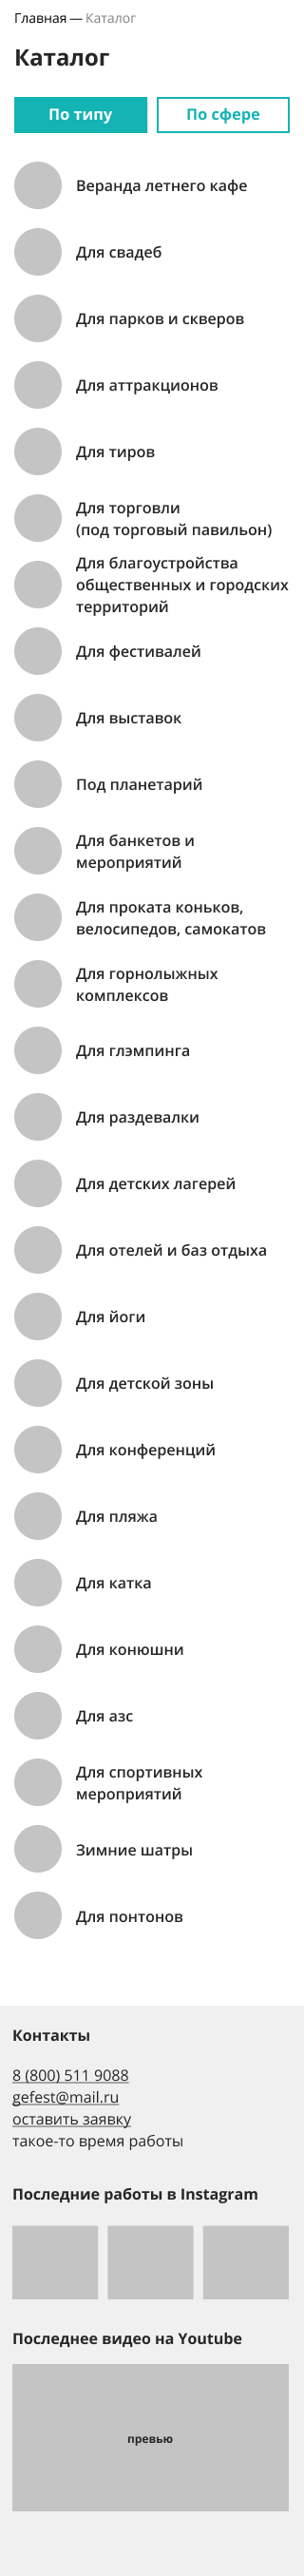 Главная — Каталог
Каталог
По типу
По сфере
Веранда летнего кафе
Для свадеб
Для парков и скверов
Для аттракционов
Для тиров
Для торговли
(под торговый павильон)
Для благоустройства
общественных и городских
территорий
Для фестивалей
Для выставок
Под планетарий
Для банкетов и
мероприятий
Для проката коньков,
велосипедов, самокатов
Для горнолыжных
комплексов
Для глэмпинга
Для раздевалки
Для детских лагерей
Для отелей и баз отдыха
Для йоги
Для детской зоны
Для конференций
Для пляжа
Для катка
Для конюшни
Для азс
Для спортивных
мероприятий
Зимние шатры
Для понтонов
Контакты
8 (800) 511 9088
gefest@mail.ru
оставить заявку
такое-то время работы
Последние работы в Instagram
Последнее видео на Youtube
превью